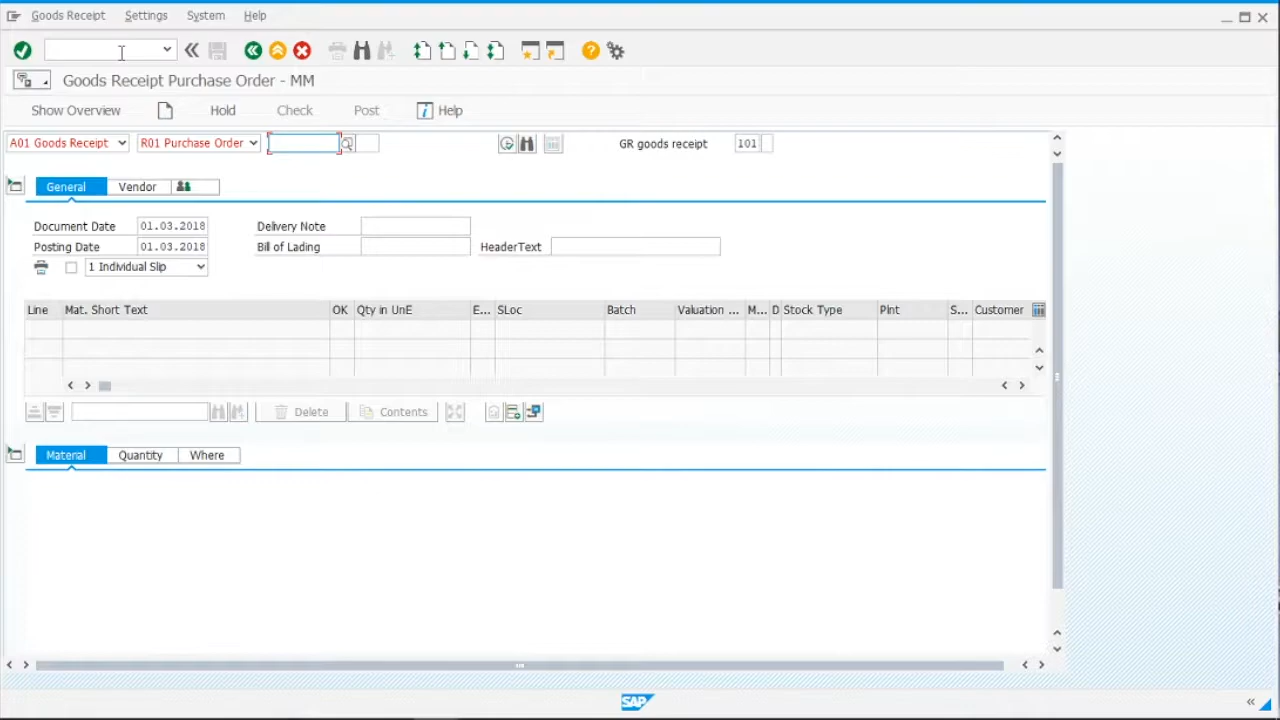 Goods Receipt Settings System Help
Goods Receipt Purchase Order - MM
Show Overview Hold Check Post Help
A01 Goods Receipt R01 Purchase Order GR goods receipt 101
General Vendor
Document Date 01.03.2018 Delivery Note
Posting Date 01.03.2018 Bill of Lading HeaderText
1 Individual Slip
Line Mat. Short Text OK Qty in UnE E... SLoc Batch Valuation ... M... D Stock Type Plnt S... Customer
Delete Contents
Material Quantity Where
SAP